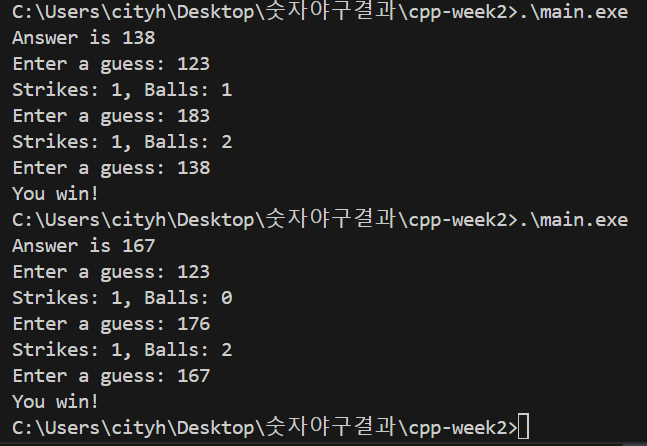 C:\Users\cityh\Desktop\숫자야구결과\cpp-week2>.\main.exe
Answer is 138
Enter a guess: 123
Strikes: 1, Balls: 1
Enter a guess: 183
Strikes: 1, Balls: 2
Enter a guess: 138
You win!
C:\Users\cityh\Desktop\숫자야구결과\cpp-week2>.\main.exe
Answer is 167
Enter a guess: 123
Strikes: 1, Balls: 0
Enter a guess: 176
Strikes: 1, Balls: 2
Enter a guess: 167
You win!
C:\Users\cityh\Desktop\숫자야구결과\cpp-week2>